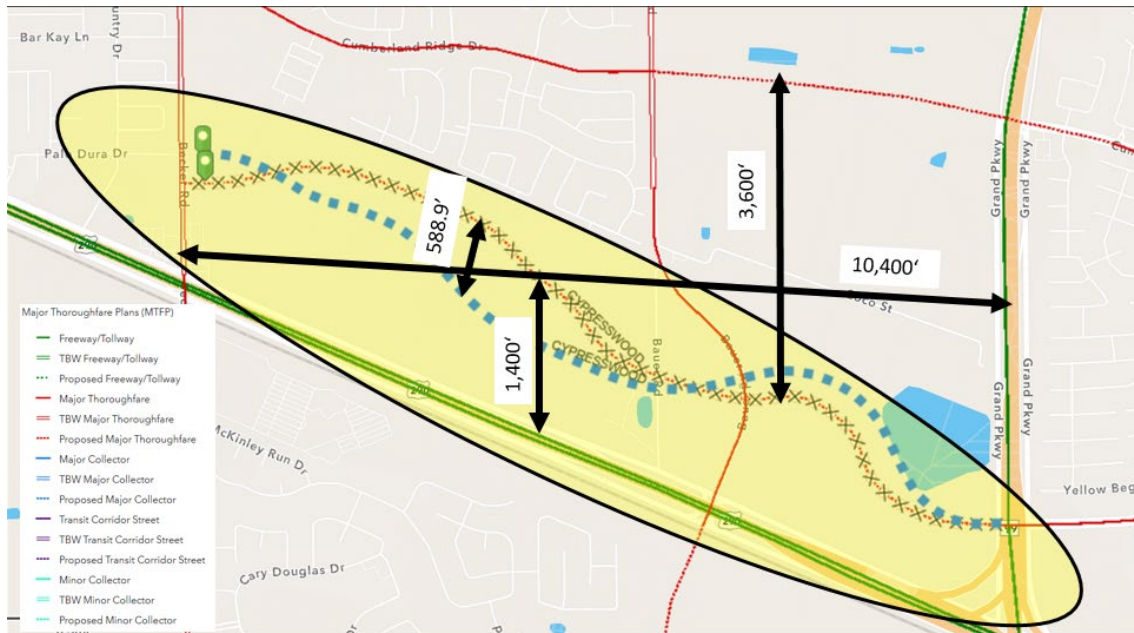 Bar Kay Ln
untry Dr
Cumberland Ridge Dr
Palo Dura Dr
Becker Rd
Grand Pkwy
Grand Pkwy
3,600‘
588.9’
10,400‘
Coco St
290
CYPRESSWOOD
CYPRESSWOOD
1,400‘
290
Grand Pkwy
Grand Pkwy
McKinley Run Dr
Yellow Beg
290
99
Cary Douglas Dr
Major Thoroughfare Plans (MTFP)
Freeway/Tollway
TBW Freeway/Tollway
Proposed Freeway/Tollway
Major Thoroughfare
TBW Major Thoroughfare
Proposed Major Thoroughfare
Major Collector
TBW Major Collector
Proposed Major Collector
Transit Corridor Street
TBW Transit Corridor Street
Proposed Transit Corridor Street
Minor Collector
TBW Minor Collector
Proposed Minor Collector